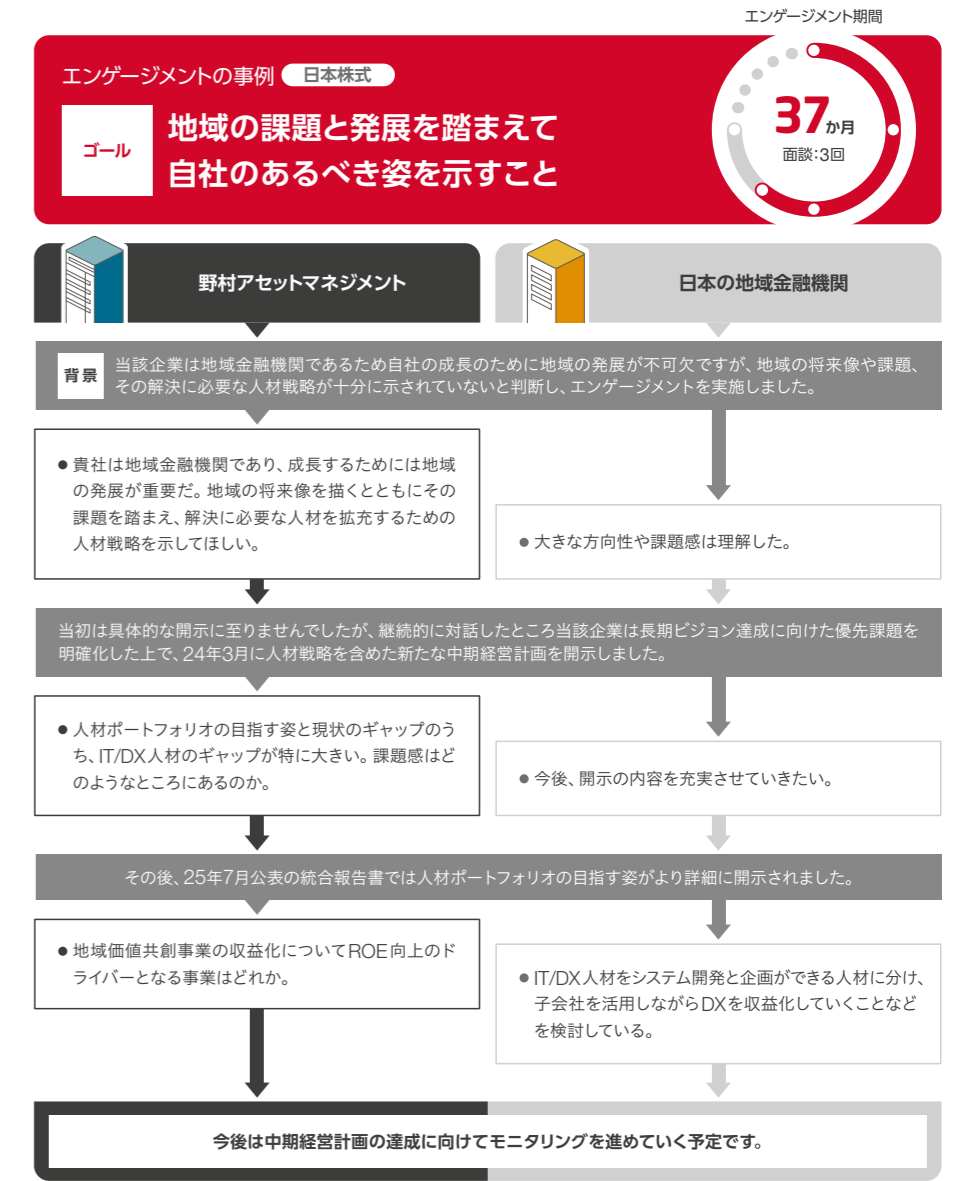 エンゲージメント期間
エンゲージメントの事例 日本株式
ゴール
地域の課題と発展を踏まえて
自社のあるべき姿を示すこと
37か月
面談:3回
野村アセットマネジメント
日本の地域金融機関
背景
当該企業は地域金融機関であるため自社の成長のために地域の発展が不可欠ですが、地域の将来像や課題、
その解決に必要な人材戦略が十分に示されていないと判断し、エンゲージメントを実施しました。
● 貴社は地域金融機関であり、成長するためには地域
の発展が重要だ。地域の将来像を描くとともにその
課題を踏まえ、解決に必要な人材を拡充するための
人材戦略を示してほしい。
● 大きな方向性や課題感は理解した。
当初は具体的な開示に至りませんでしたが、継続的に対話したところ当該企業は長期ビジョン達成に向けた優先課題を
明確化した上で、24年3月に人材戦略を含めた新たな中期経営計画を開示しました。
● 人材ポートフォリオの目指す姿と現状のギャップのう
ち、IT/DX人材のギャップが特に大きい。課題感はど
のようなところにあるのか。
● 今後、開示の内容を充実させていきたい。
その後、25年7月公表の統合報告書では人材ポートフォリオの目指す姿がより詳細に開示されました。
● 地域価値共創事業の収益化についてROE向上のド
ライバーとなる事業はどれか。
● IT/DX人材をシステム開発と企画ができる人材に分け、
子会社を活用しながらDXを収益化していくことなど
を検討している。
今後は中期経営計画の達成に向けてモニタリングを進めていく予定です。